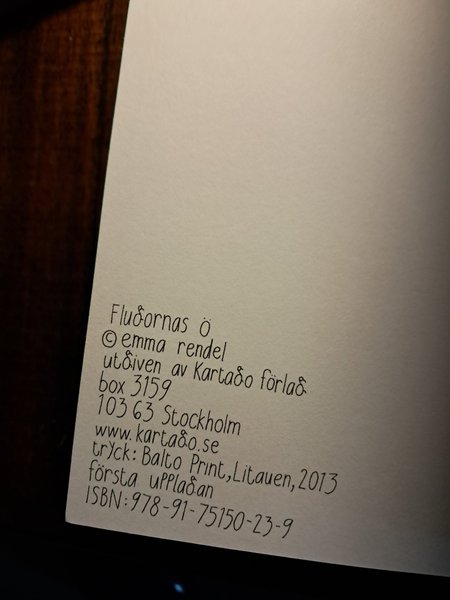 Flugornas Ö
© emma rendel
utgiven av Kartago förlag
box 3159
103 63 Stockholm
www.kartago.se
tryck: Balto Print, Litauen, 2013
första upplagan
ISBN: 978-91-75150-23-9